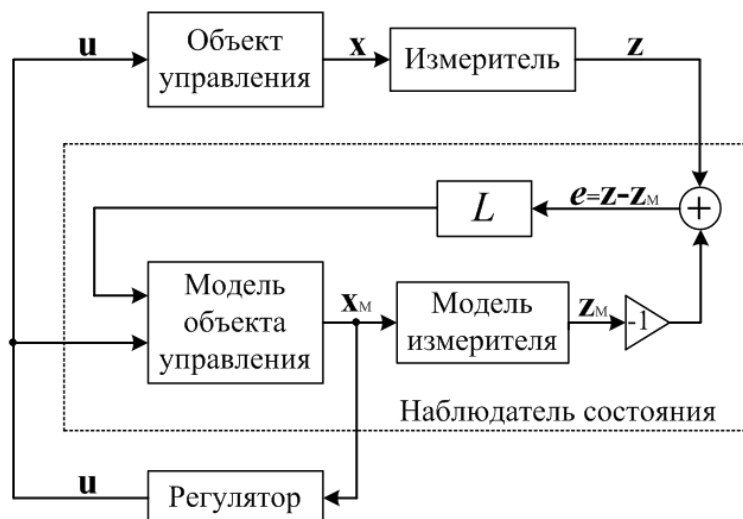 u
Объект
управления
x
Измеритель
z
L
e=z-zм
Модель
объекта
управления
xм
Модель
измерителя
zм
-1
+
Наблюдатель состояния
u
Регулятор